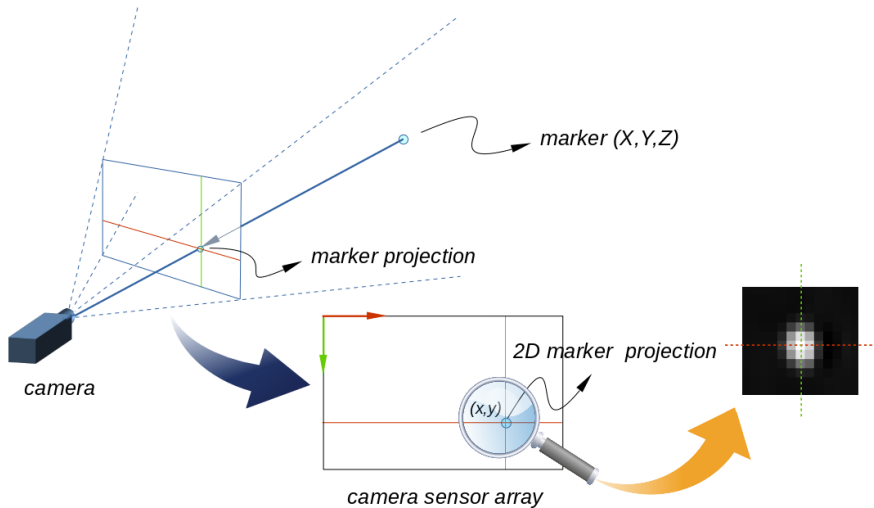 marker (X,Y,Z)
marker projection
camera
2D marker projection
(x,y)
camera sensor array